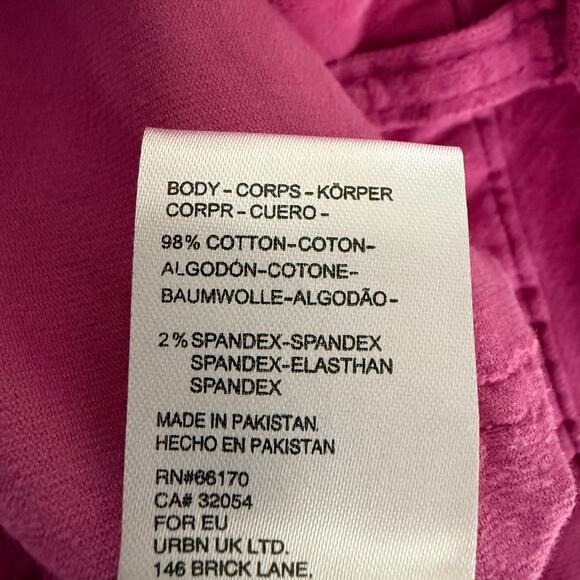 BODY-CORPS-KÖRPER
CORPR-CUERO-
98% COTTON-COTON-
ALGODÓN-COTONE-
BAUMWOLLE-ALGODÃO-
2% SPANDEX-SPANDEX
SPANDEX-ELASTHAN
SPANDEX
MADE IN PAKISTAN.
HECHO EN PAKISTAN
RN#66170
CA# 32054
FOR EU
URBN UK LTD.
146 BRICK LANE,